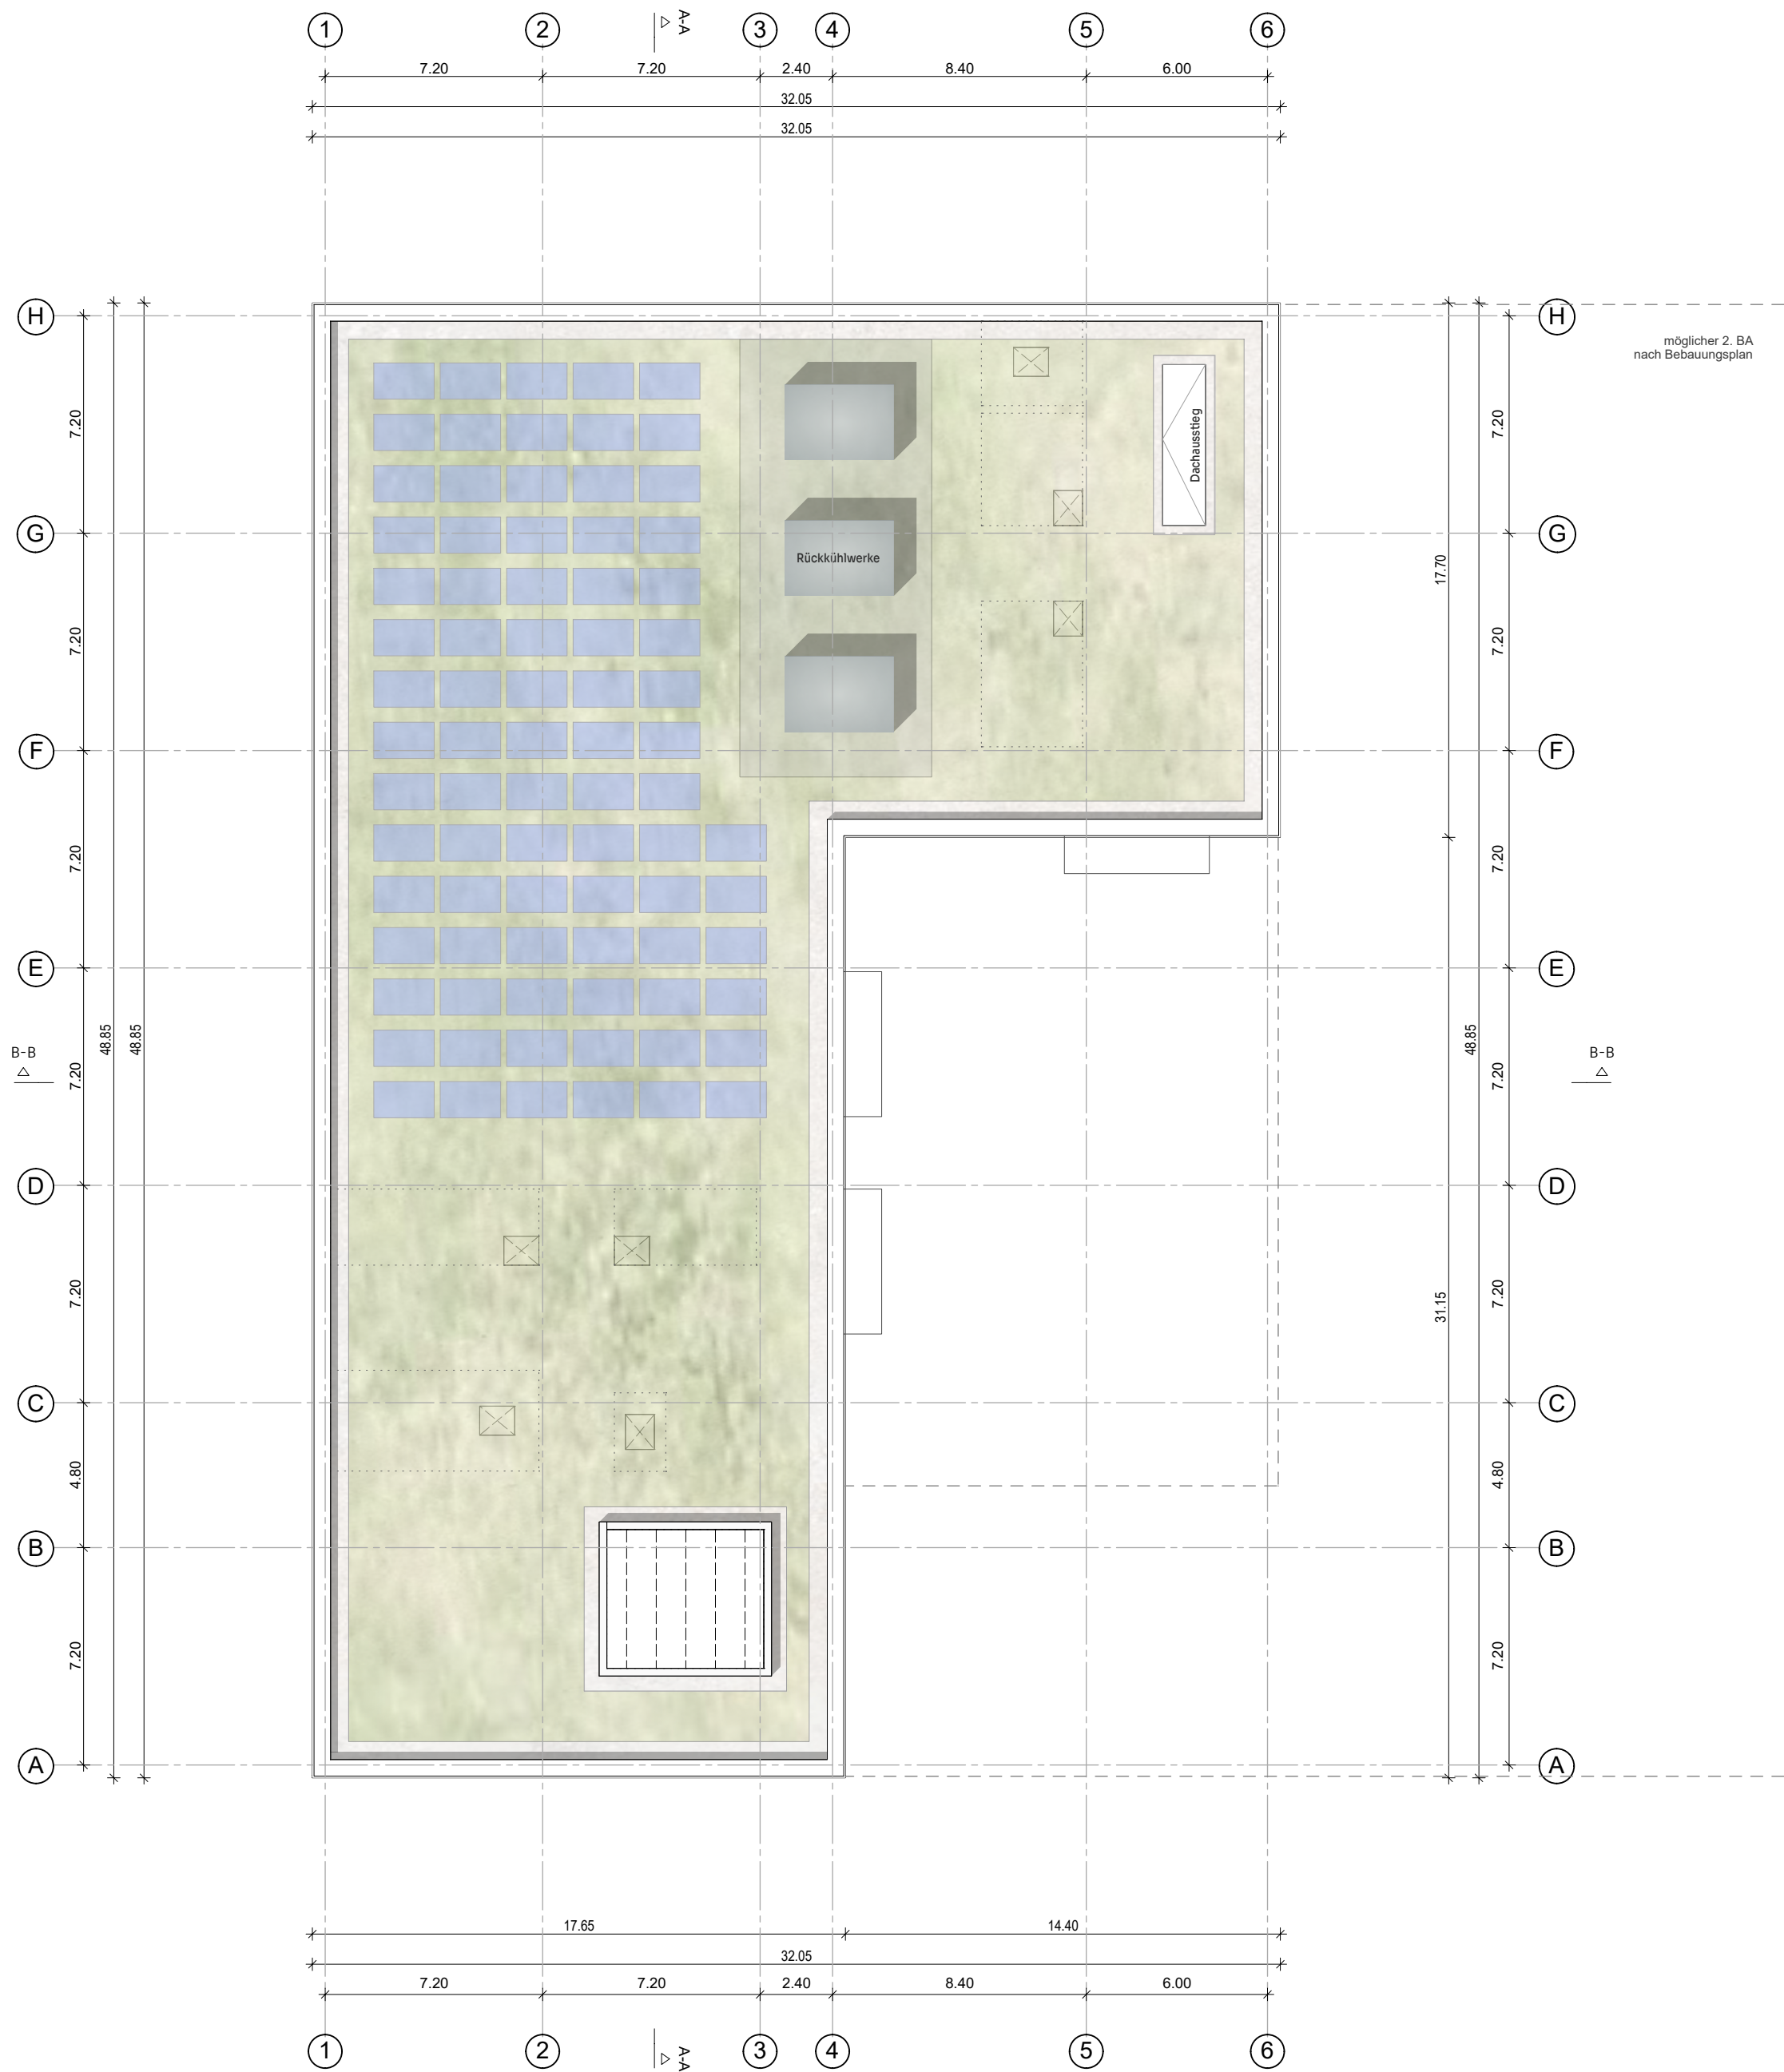 1 2 A-A 3 4 5 6
7.20 7.20 2.40 8.40 6.00
32.05
32.05
H H
möglicher 2. BA
nach Bebauungsplan
7.20 Dachausstieg 7.20
G G
Rückkühlwerke 17.70
7.20 7.20
F F
7.20 7.20
E E
48.85 48.85 48.85
B-B 7.20 7.20 B-B
D D
7.20 31.15 7.20
C C
4.80 4.80
B B
7.20 7.20
A A
17.65 14.40
32.05
7.20 7.20 2.40 8.40 6.00
1 2 A-A 3 4 5 6